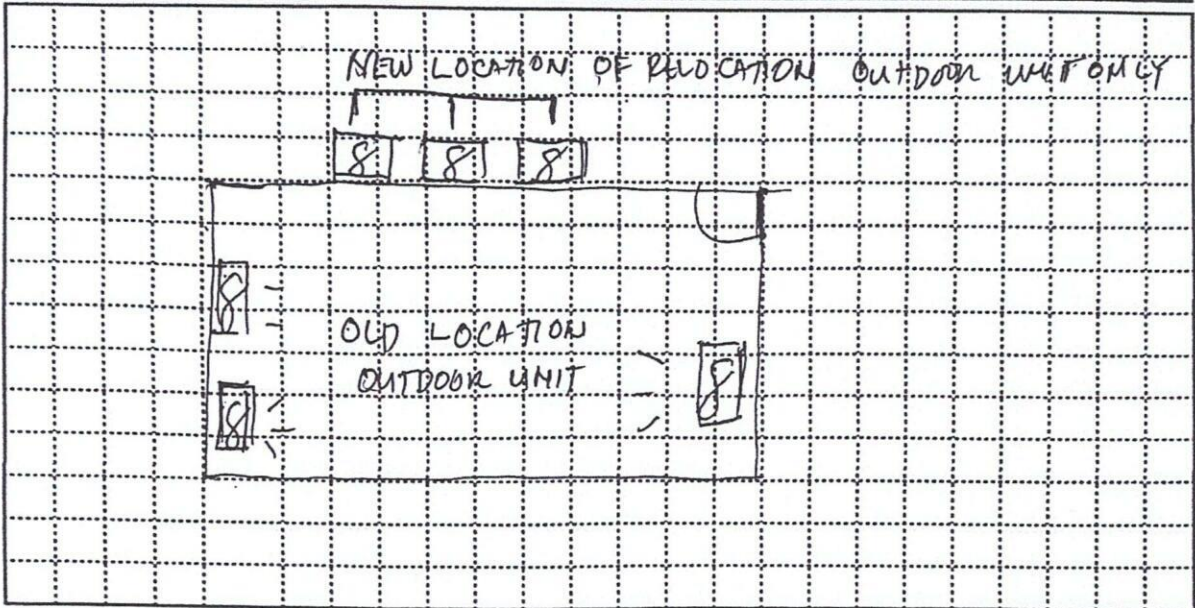 NEW LOCATION OF RELOCATION OUTDOOR UNIT ONLY
8 8 8
8
OLD LOCATION
OUTDOOR UNIT
8
8